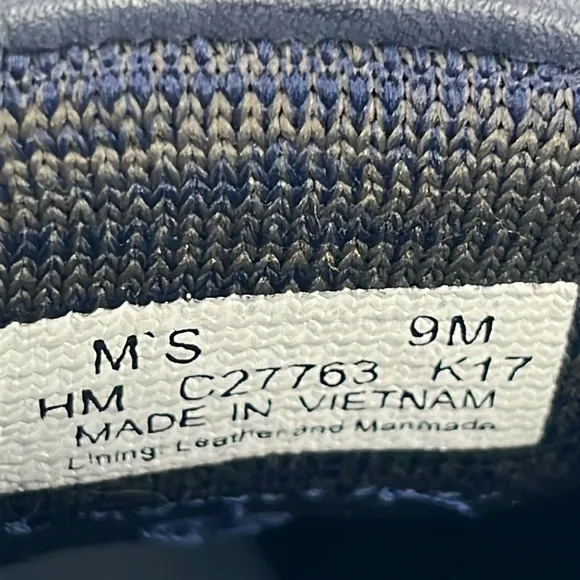 M`S 9M
HM C27763 K17
MADE IN VIETNAM
Lining: Leather and Manmade